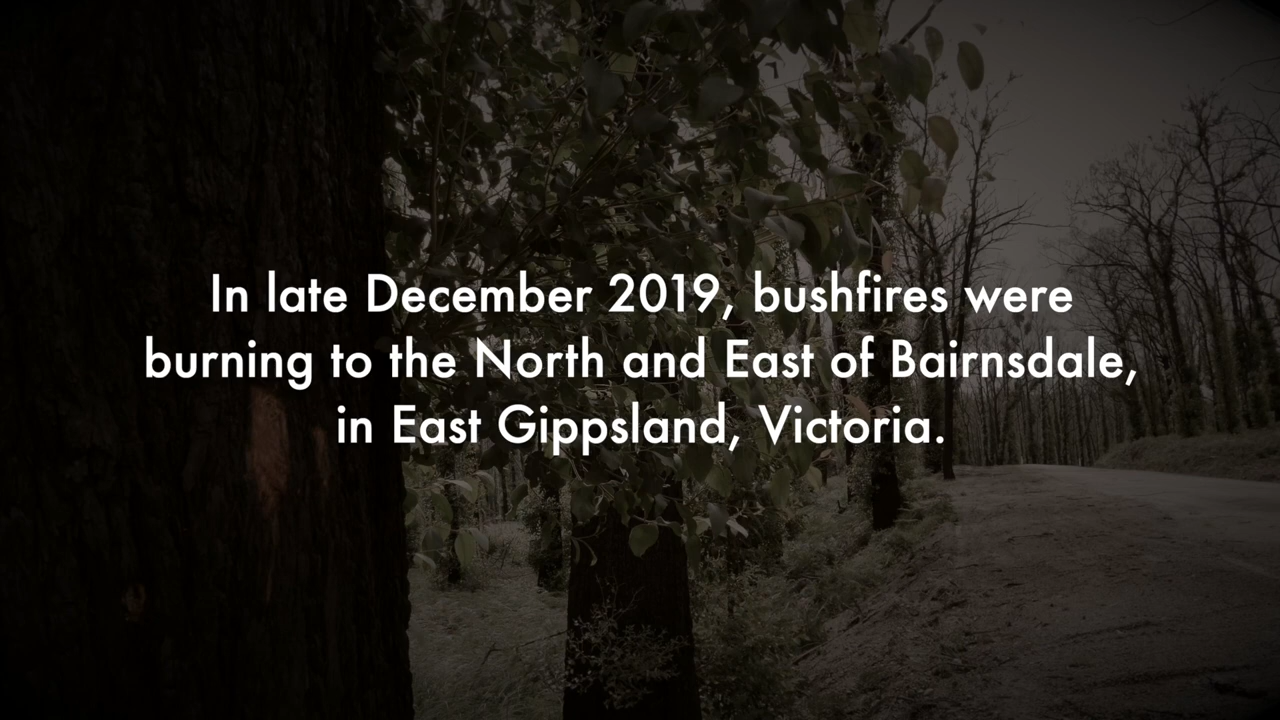 In late December 2019, bushfires were
burning to the North and East of Bairnsdale,
in East Gippsland, Victoria.